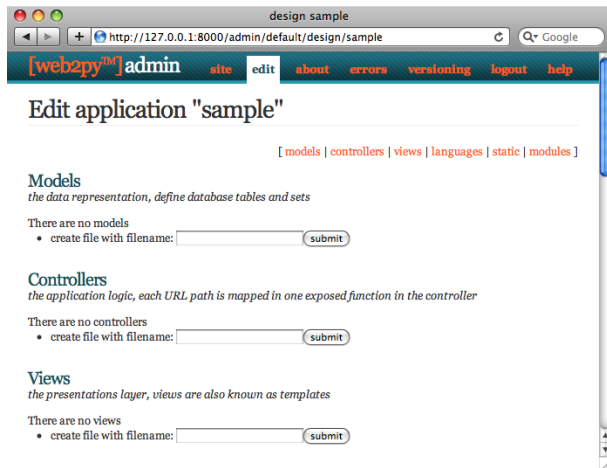 design sample
http://127.0.0.1:8000/admin/default/design/sample
Google
[web2py™]admin site edit about errors versioning logout help
Edit application "sample"
[ models | controllers | views | languages | static | modules ]
Models
the data representation, define database tables and sets
There are no models
• create file with filename: submit
Controllers
the application logic, each URL path is mapped in one exposed function in the controller
There are no controllers
• create file with filename: submit
Views
the presentations layer, views are also known as templates
There are no views
• create file with filename: submit